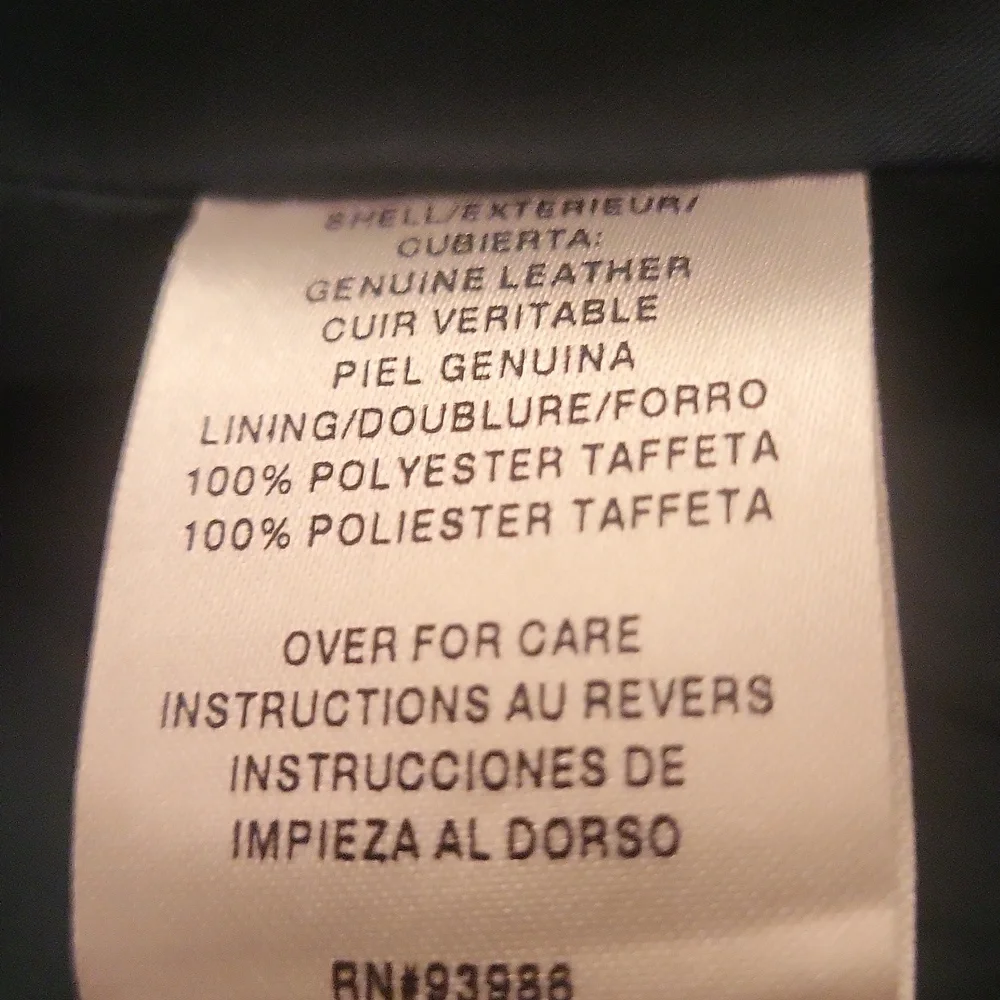 SHELL/EXTERIEUR/
CUBIERTA:
GENUINE LEATHER
CUIR VERITABLE
PIEL GENUINA
LINING/DOUBLURE/FORRO
100% POLYESTER TAFFETA
100% POLIESTER TAFFETA
OVER FOR CARE
INSTRUCTIONS AU REVERS
INSTRUCCIONES DE
IMPIEZA AL DORSO
RN#93986